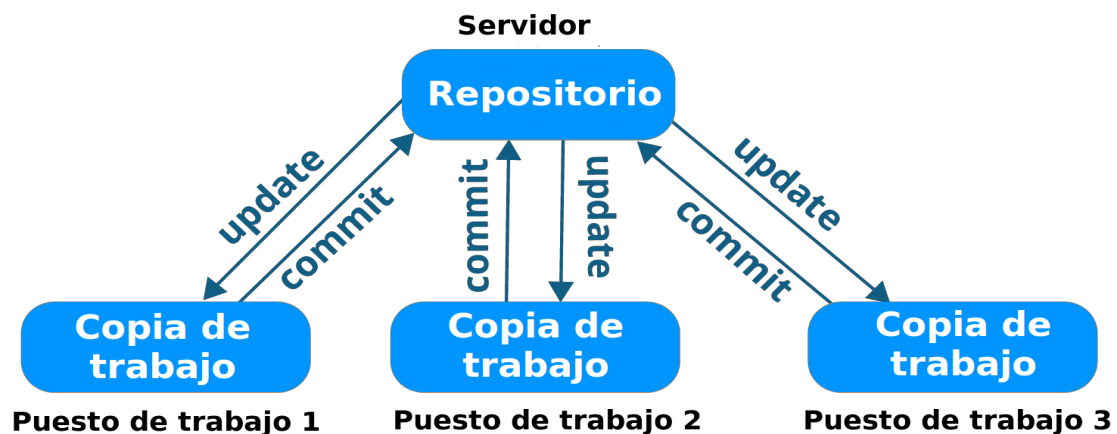 Servidor
Repositorio
update
commit
commit
update
update
commit
Copia de
trabajo
Copia de
trabajo
Copia de
trabajo
Puesto de trabajo 1
Puesto de trabajo 2
Puesto de trabajo 3